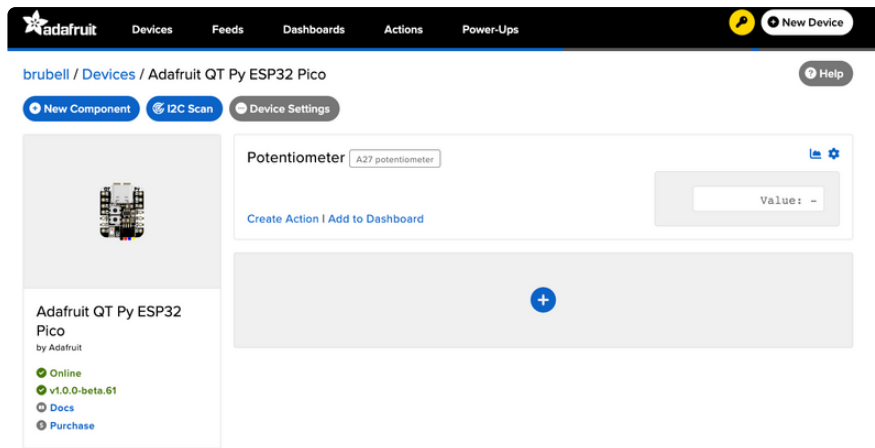 adafruit Devices Feeds Dashboards Actions Power-Ups New Device
brubell / Devices / Adafruit QT Py ESP32 Pico Help
New Component I2C Scan Device Settings
Potentiometer A27 potentiometer
Value: -
Create Action | Add to Dashboard
Adafruit QT Py ESP32
Pico
by Adafruit
Online
v1.0.0-beta.61
Docs
Purchase